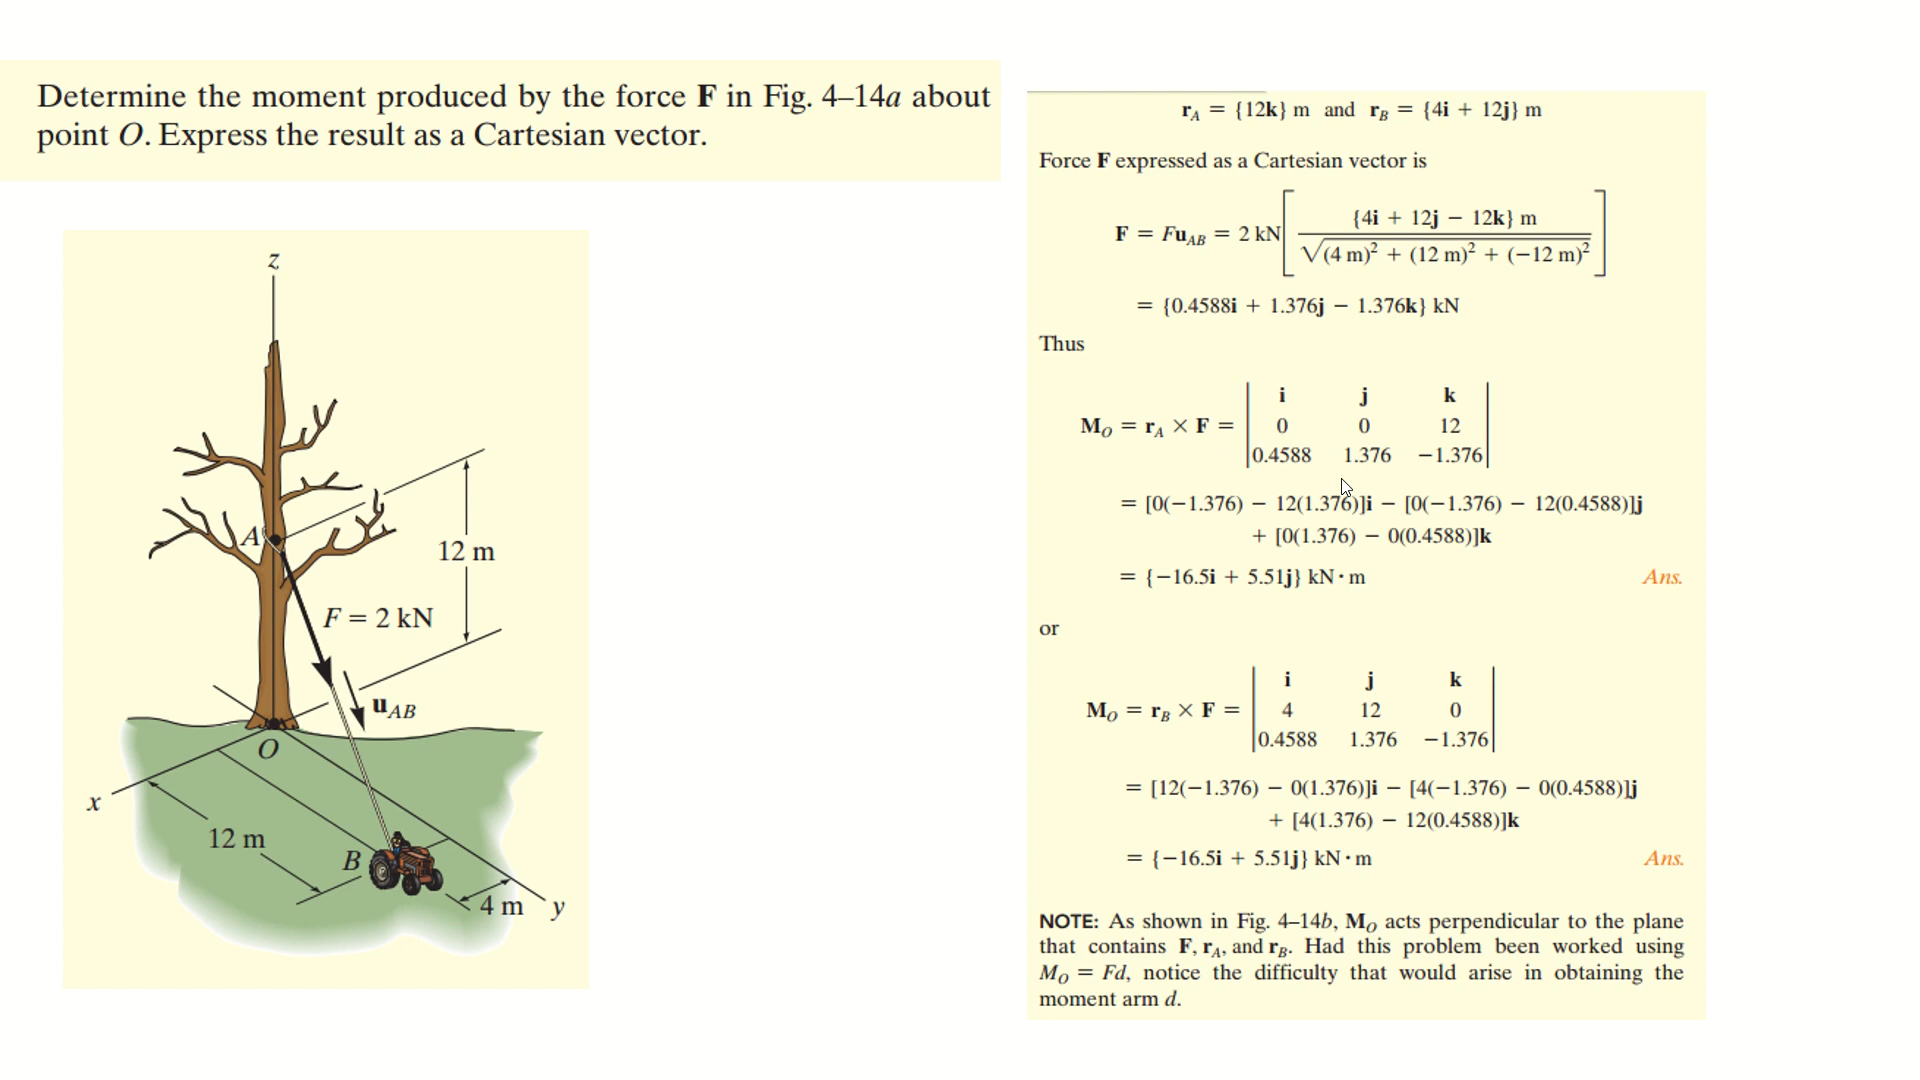 Determine the moment produced by the force F in Fig. 4–14a about
point O. Express the result as a Cartesian vector.
z
A
12 m
F = 2 kN
u_AB
O
x
12 m
B
4 m
y
r_A = {12k} m and r_B = {4i + 12j} m
Force F expressed as a Cartesian vector is
F = Fu_AB = 2 kN[ {4i + 12j − 12k} m / √(4 m)² + (12 m)² + (−12 m)² ]
= {0.4588i + 1.376j − 1.376k} kN
Thus
i j k
M_O = r_A × F = | 0 0 12 |
0.4588 1.376 −1.376
= [0(−1.376) − 12(1.376)]i − [0(−1.376) − 12(0.4588)]j
+ [0(1.376) − 0(0.4588)]k
= {−16.5i + 5.51j} kN·m Ans.
or
i j k
M_O = r_B × F = | 4 12 0 |
0.4588 1.376 −1.376
= [12(−1.376) − 0(1.376)]i − [4(−1.376) − 0(0.4588)]j
+ [4(1.376) − 12(0.4588)]k
= {−16.5i + 5.51j} kN·m Ans.
NOTE: As shown in Fig. 4–14b, M_O acts perpendicular to the plane
that contains F, r_A, and r_B. Had this problem been worked using
M_O = Fd, notice the difficulty that would arise in obtaining the
moment arm d.